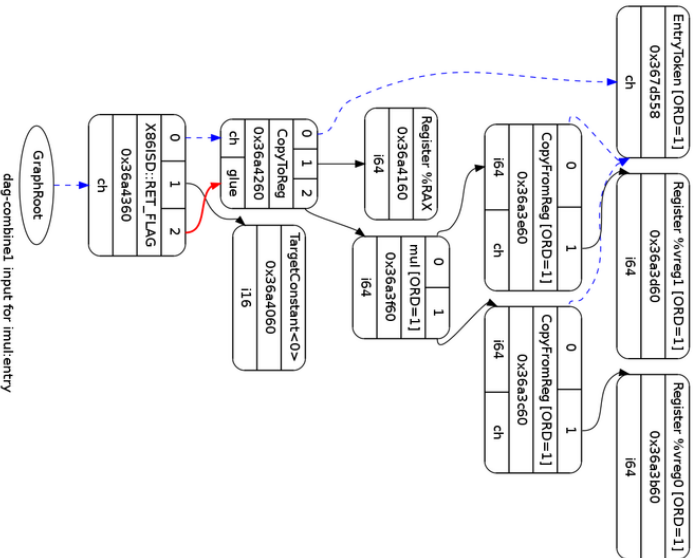 EntryToken [ORD=1]
0x367d558
ch
Register %vreg1 [ORD=1]
0x36a3d60
i64
Register %vreg0 [ORD=1]
0x36a3b60
i64
0 1
CopyFromReg [ORD=1]
0x36a3e60
i64 ch
0 1
CopyFromReg [ORD=1]
0x36a3c60
i64 ch
Register %RAX
0x36a4160
i64
0 1
mul [ORD=1]
0x36a3f60
i64
0 1 2
CopyToReg
0x36a4260
ch glue
TargetConstant<0>
0x36a4060
i16
0 1 2
X86ISD::RET_FLAG
0x36a4360
ch
GraphRoot
dag-combine1 input for imul:entry